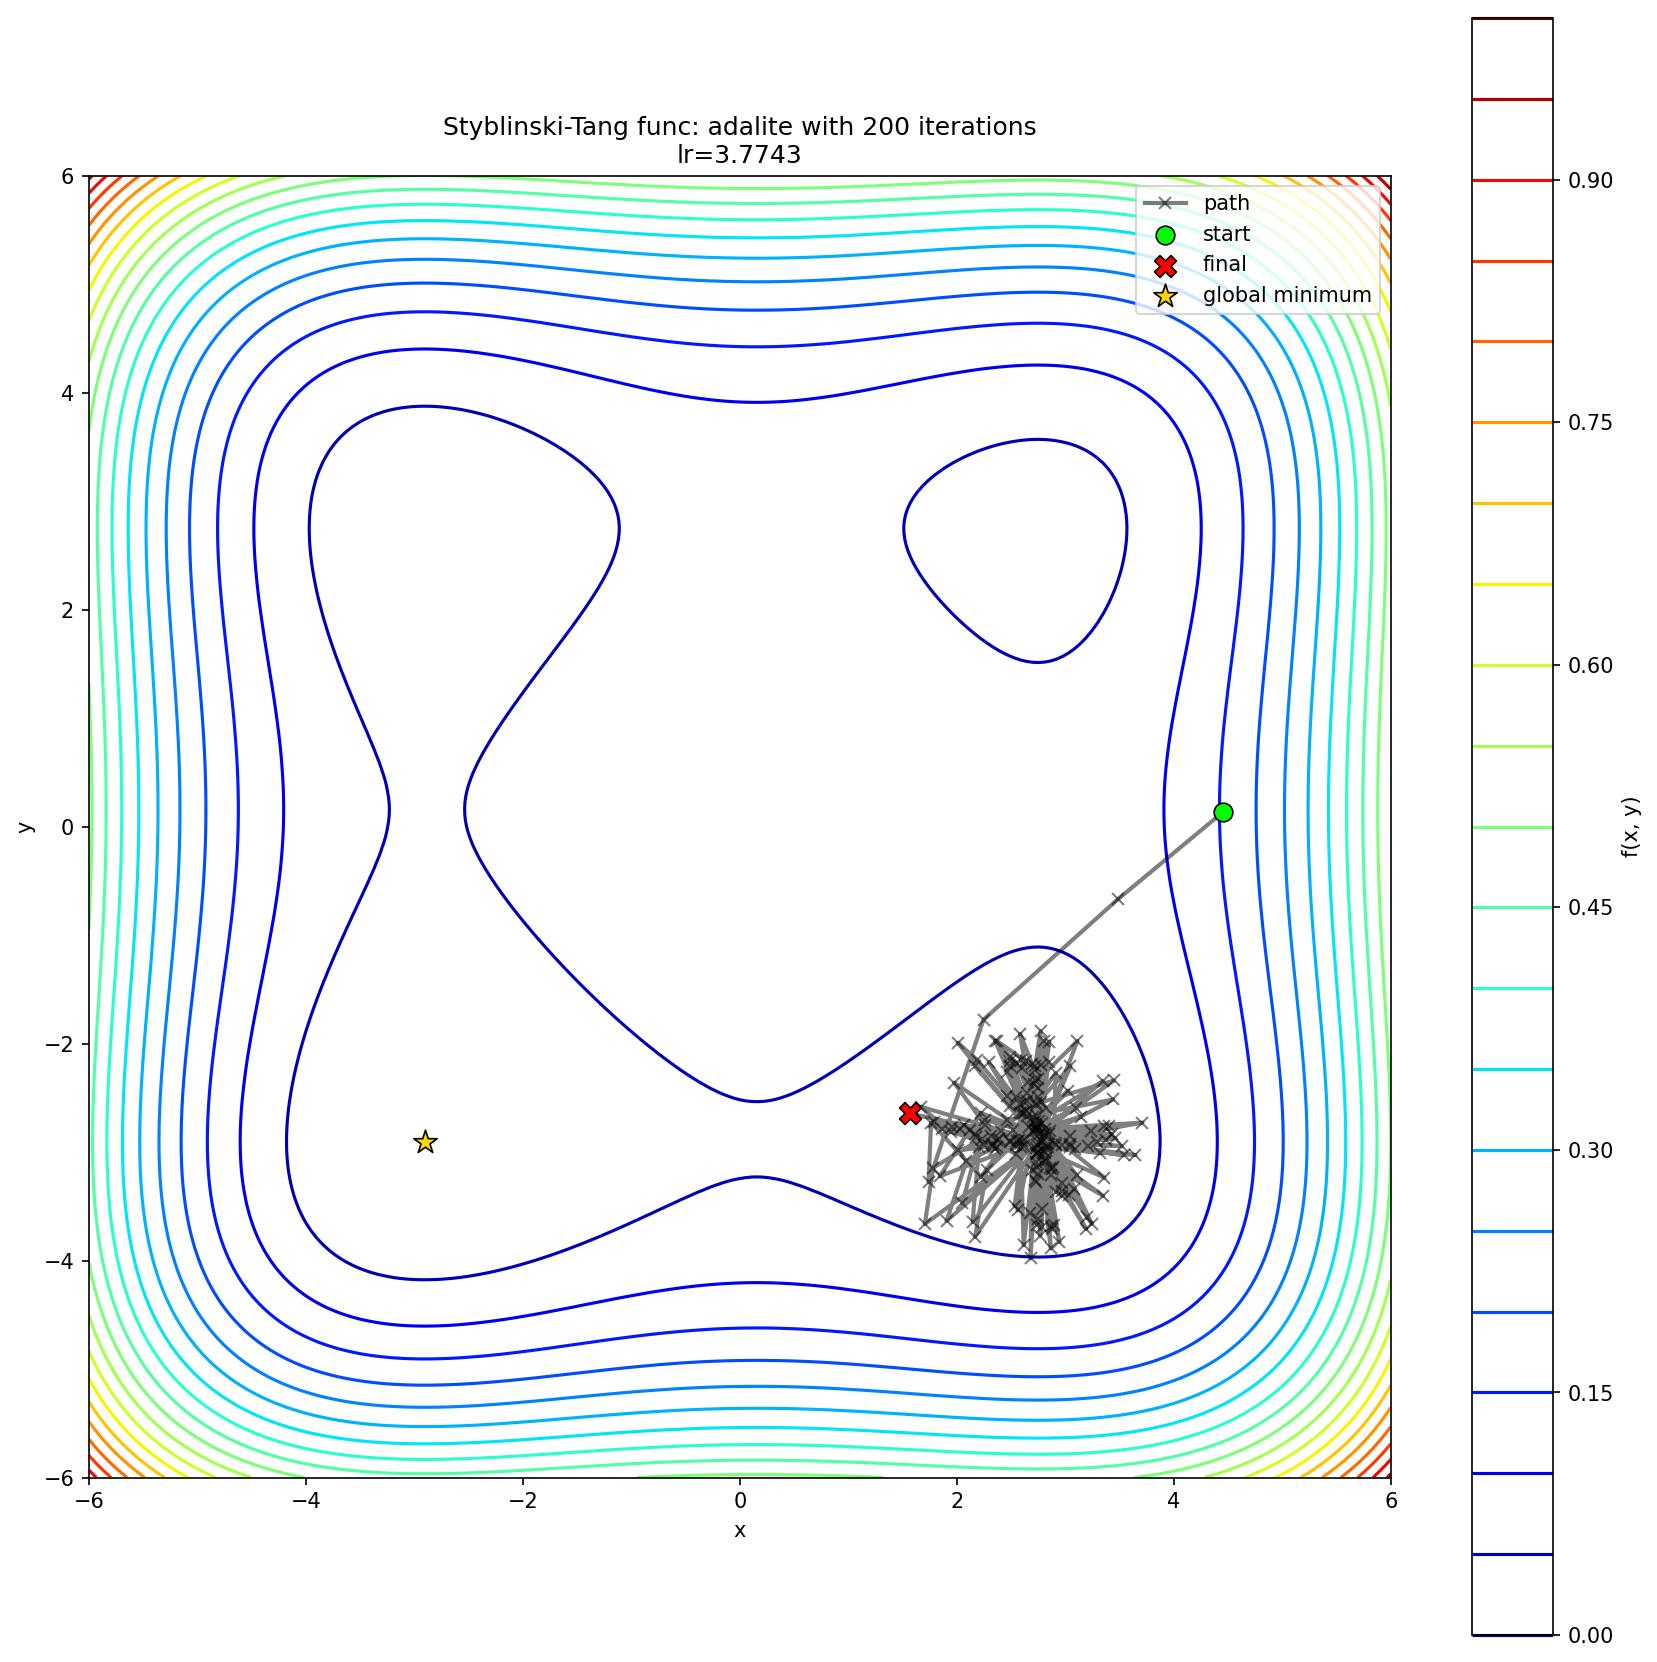 Styblinski-Tang func: adalite with 200 iterations
lr=3.7743
path
start
final
global minimum
6
4
2
0
−2
−4
−6
y
−6
−4
−2
0
2
4
6
x
0.90
0.75
0.60
0.45
0.30
0.15
0.00
f(x, y)